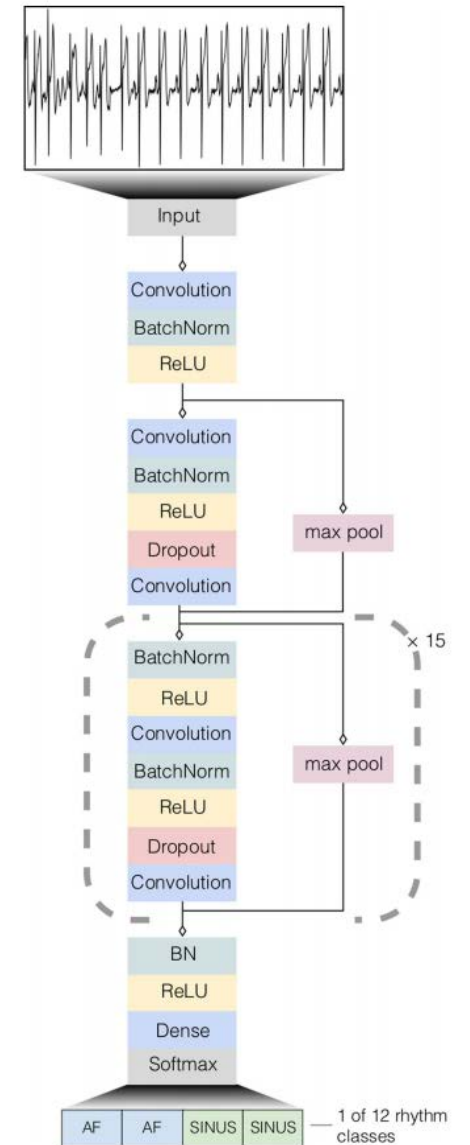 Input
Convolution
BatchNorm
ReLU
Convolution
BatchNorm
ReLU
Dropout
Convolution
max pool
× 15
BatchNorm
ReLU
Convolution
BatchNorm
ReLU
Dropout
Convolution
max pool
BN
ReLU
Dense
Softmax
AF AF SINUS SINUS
1 of 12 rhythm
classes